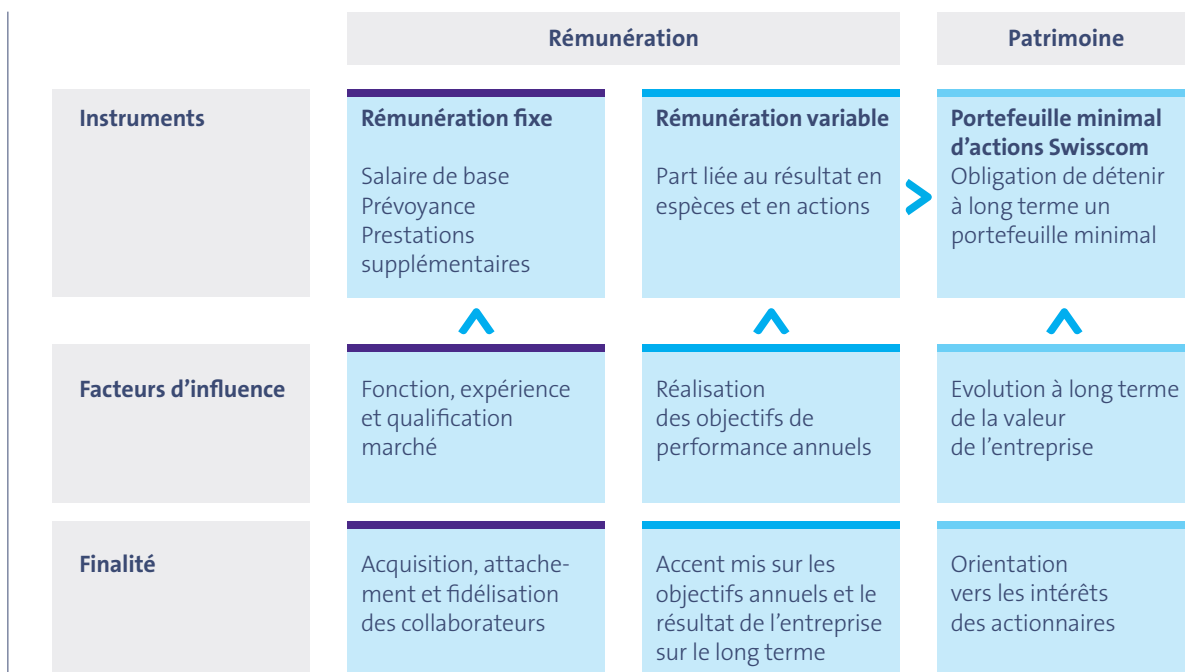 Rémunération
Patrimoine
Instruments
Rémunération fixe
Salaire de base
Prévoyance
Prestations
supplémentaires
Rémunération variable
Part liée au résultat en
espèces et en actions
Portefeuille minimal
d’actions Swisscom
Obligation de détenir
à long terme un
portefeuille minimal
Facteurs d’influence
Fonction, expérience
et qualification
marché
Réalisation
des objectifs de
performance annuels
Evolution à long terme
de la valeur
de l’entreprise
Finalité
Acquisition, attache-
ment et fidélisation
des collaborateurs
Accent mis sur les
objectifs annuels et le
résultat de l’entreprise
sur le long terme
Orientation
vers les intérêts
des actionnaires